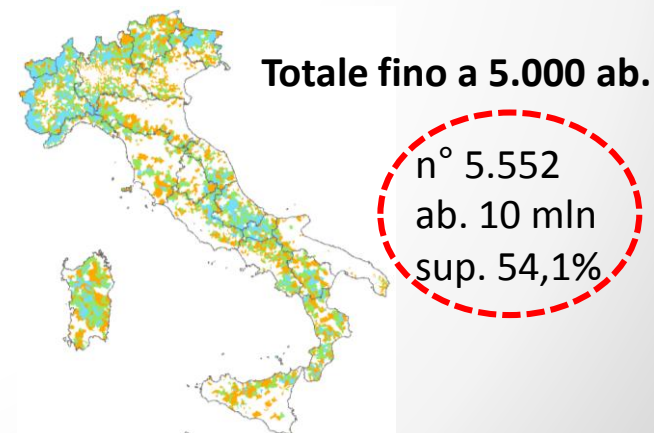 Totale fino a 5.000 ab.
n° 5.552
ab. 10 mln
sup. 54,1%